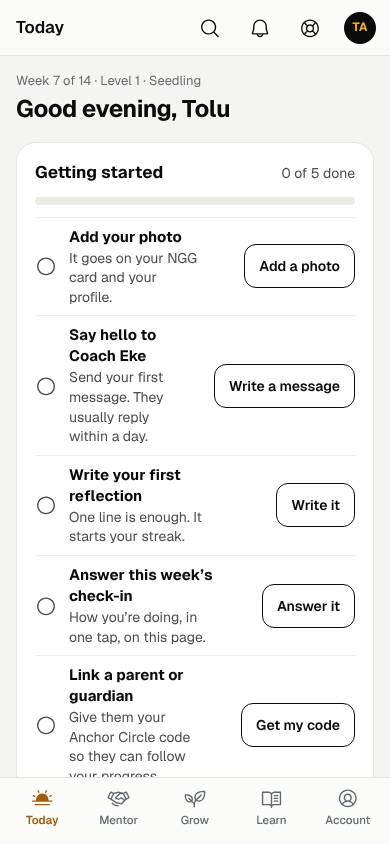 Today
TA
Week 7 of 14 · Level 1 · Seedling
Good evening, Tolu
Getting started
0 of 5 done
Add your photo
It goes on your NGG
card and your
profile.
Add a photo
Say hello to
Coach Eke
Send your first
message. They
usually reply
within a day.
Write a message
Write your first
reflection
One line is enough. It
starts your streak.
Write it
Answer this week’s
check-in
How you’re doing, in
one tap, on this page.
Answer it
Link a parent or
guardian
Give them your
Anchor Circle code
so they can follow
your progress
Get my code
Today
Mentor
Grow
Learn
Account